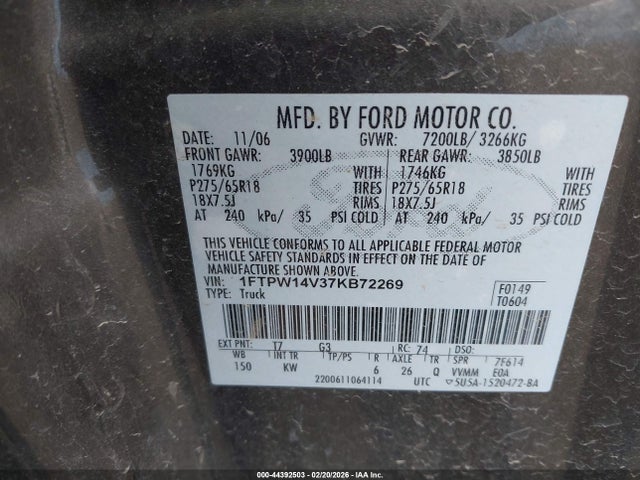 MFD. BY FORD MOTOR CO.
DATE: 11/06 GVWR: 7200LB/ 3266KG
FRONT GAWR: 3900LB REAR GAWR: 3850LB
1769KG WITH 1746KG WITH
P275/65R18 TIRES P275/65R18 TIRES
18X7.5J RIMS 18X7.5J RIMS
AT 240 kPa/ 35 PSI COLD AT 240 kPa/ 35 PSI COLD
THIS VEHICLE CONFORMS TO ALL APPLICABLE FEDERAL MOTOR
VEHICLE SAFETY STANDARDS IN EFFECT ON THE DATE OF
MANUFACTURE SHOWN ABOVE.
VIN: 1FTPW14V37KB72269 F0149
TYPE: Truck T0604
EXT PNT: T7 G3 RC: 74 DSO:
WB INT TR TP/PS R AXLE TR SPR 7F614
150 KW 6 26 Q VVMM E0A
2200611064114 UTC ▽5U5A-1520472-BA
Ford
00-44392503 - 02/20/2026 - IAA Inc.